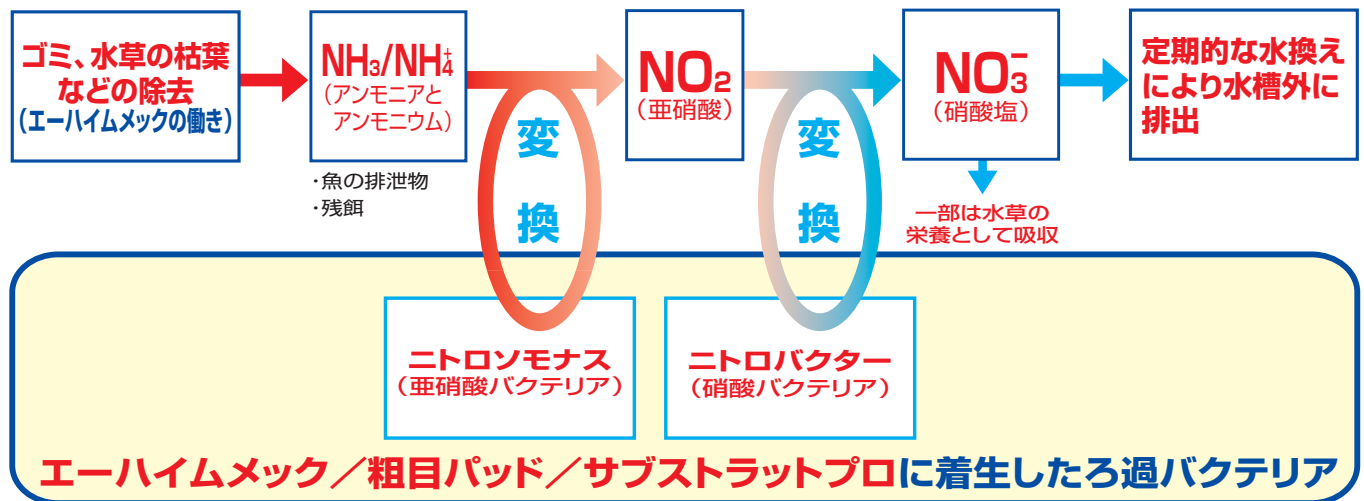 ゴミ、水草の枯葉
などの除去
(エーハイムメックの働き)
NH₃/NH₄⁺
(アンモニアと
アンモニウム)
・魚の排泄物
・残餌
変
換
NO₂
(亜硝酸)
変
換
NO₃⁻
(硝酸塩)
一部は水草の
栄養として吸収
定期的な水換え
により水槽外に
排出
ニトロソモナス
(亜硝酸バクテリア)
ニトロバクター
(硝酸バクテリア)
エーハイムメック/粗目パッド/サブストラットプロに着生したろ過バクテリア